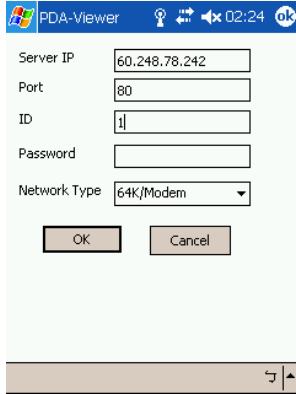 PDA-Viewer 02:24 ok
Server IP 60.248.78.242
Port 80
ID 1
Password
Network Type 64K/Modem
OK Cancel